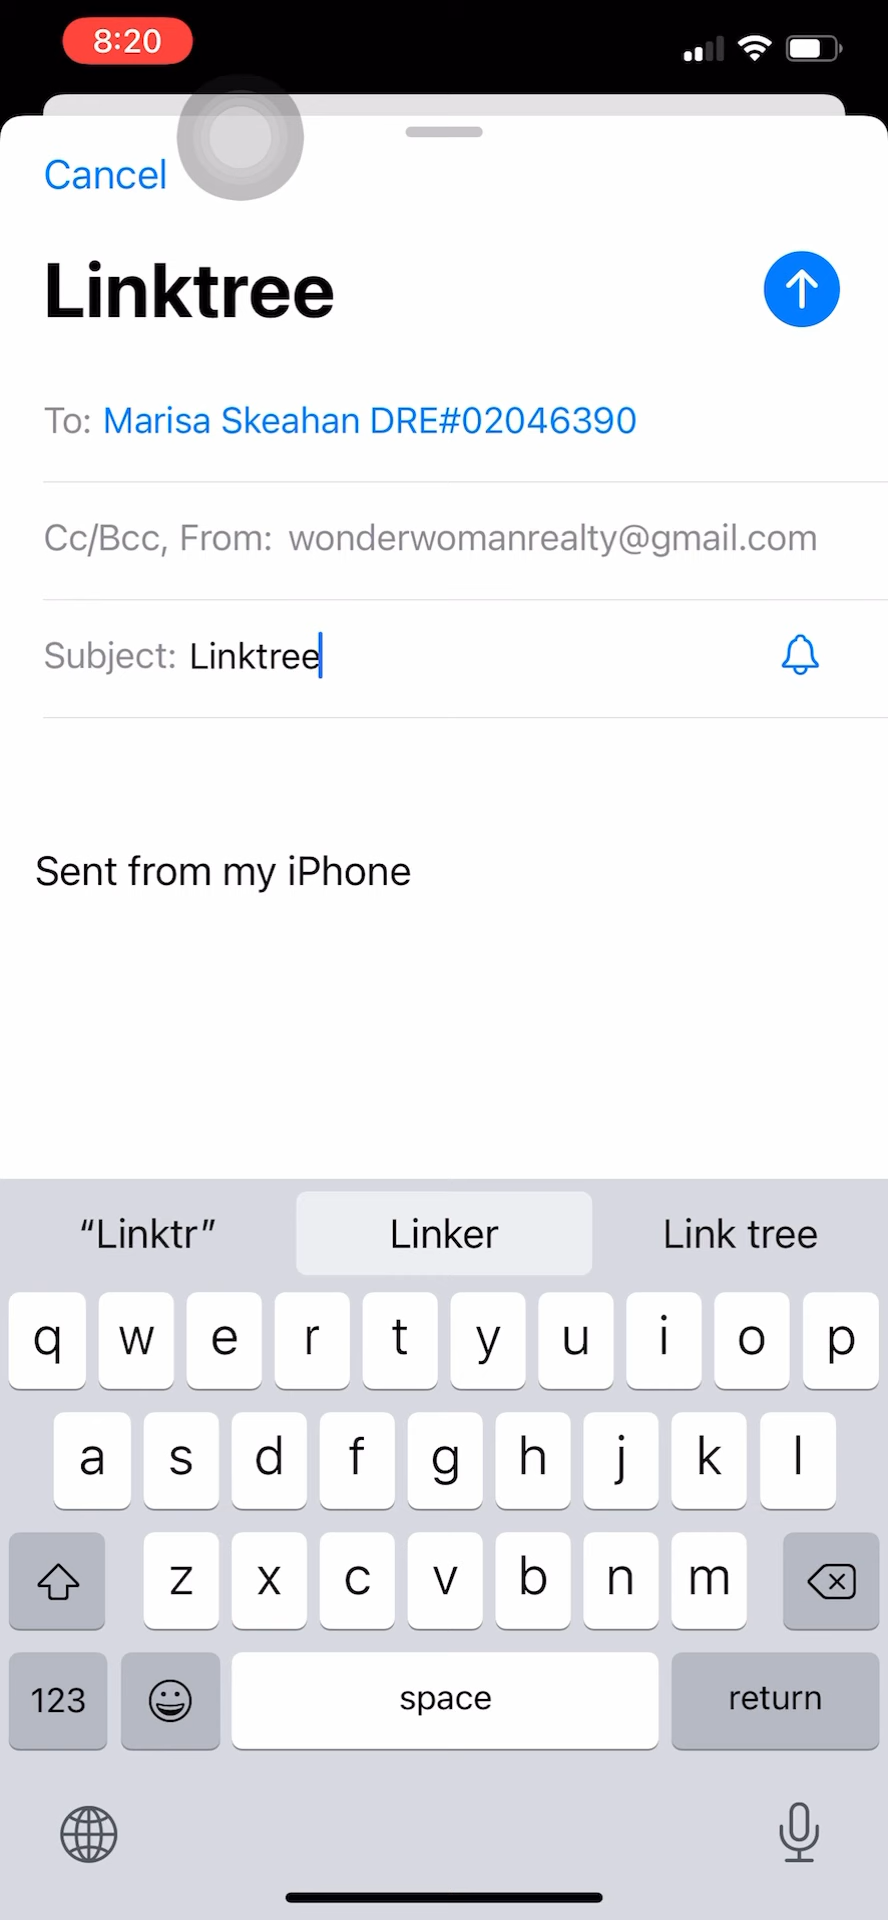 8:20
Cancel
Linktree
To: Marisa Skeahan DRE#02046390
Cc/Bcc, From: wonderwomanrealty@gmail.com
Subject: Linktree
Sent from my iPhone
“Linktr” Linker Link tree
q w e r t y u i o p
a s d f g h j k l
z x c v b n m
123 space return